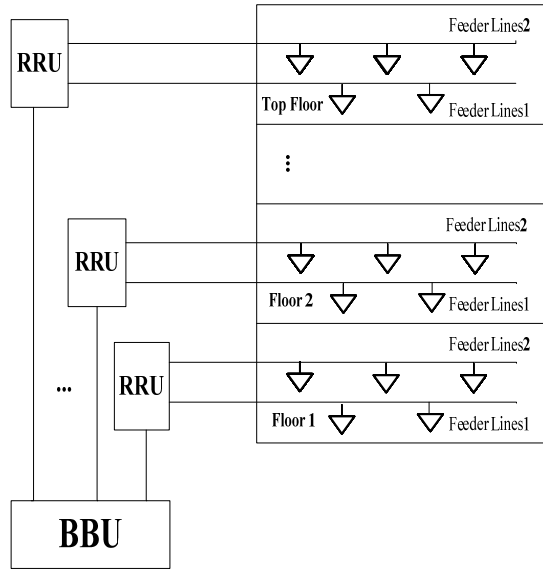 Feeder Lines2
RRU
Top Floor
Feeder Lines1
⋮
Feeder Lines2
RRU
Floor 2
Feeder Lines1
Feeder Lines2
RRU
...
Floor 1
Feeder Lines1
BBU